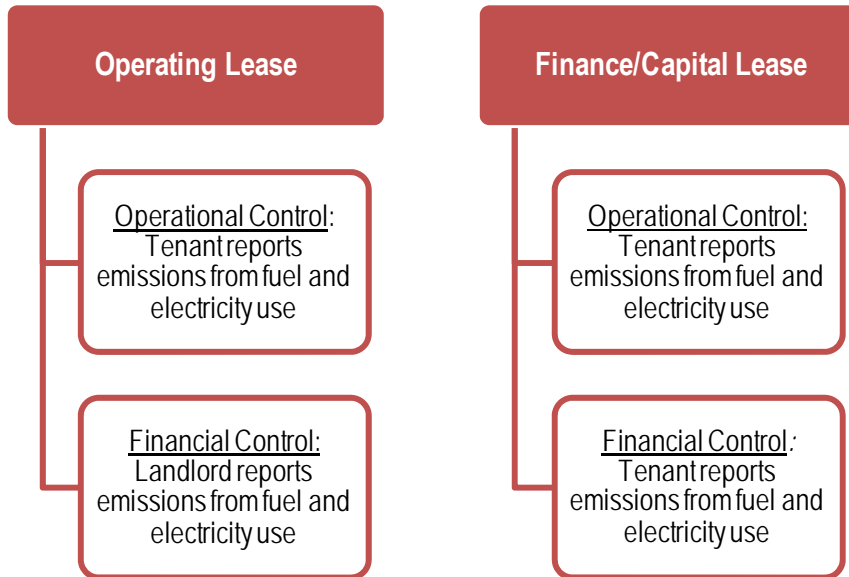 Operating Lease
Operational Control:
Tenant reports
emissions from fuel and
electricity use
Financial Control:
Landlord reports
emissions from fuel and
electricity use
Finance/Capital Lease
Operational Control:
Tenant reports
emissions from fuel and
electricity use
Financial Control:
Tenant reports
emissions from fuel and
electricity use